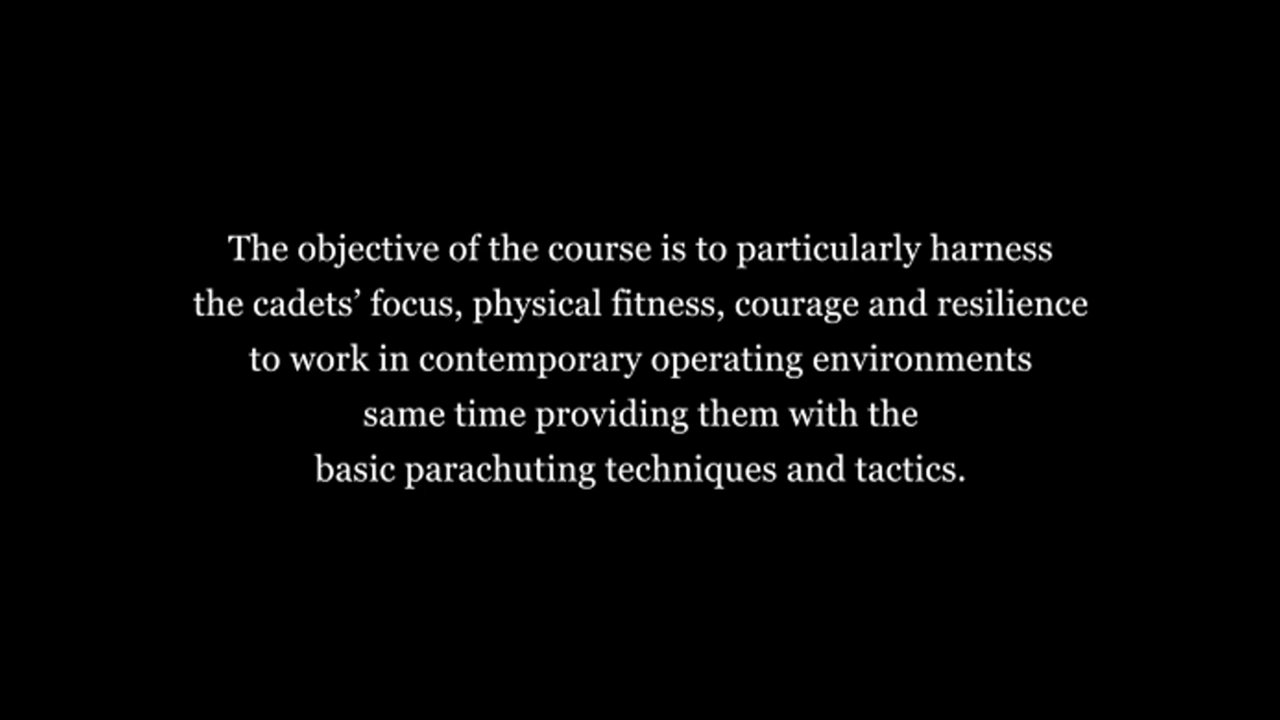 The objective of the course is to particularly harness
the cadets’ focus, physical fitness, courage and resilience
to work in contemporary operating environments
same time providing them with the
basic parachuting techniques and tactics.